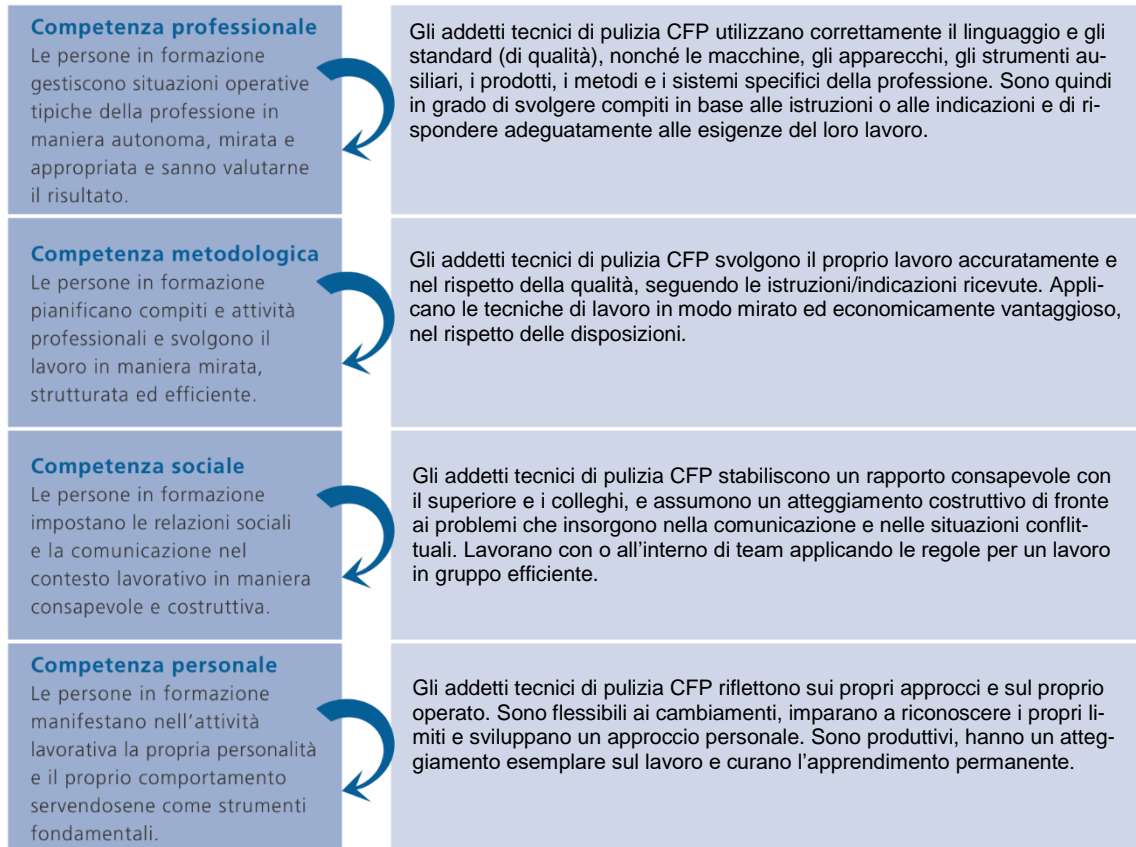 Competenza professionale
Le persone in formazione
gestiscono situazioni operative
tipiche della professione in
maniera autonoma, mirata e
appropriata e sanno valutarne
il risultato.
Gli addetti tecnici di pulizia CFP utilizzano correttamente il linguaggio e gli
standard (di qualità), nonché le macchine, gli apparecchi, gli strumenti au-
siliari, i prodotti, i metodi e i sistemi specifici della professione. Sono quindi
in grado di svolgere compiti in base alle istruzioni o alle indicazioni e di ri-
spondere adeguatamente alle esigenze del loro lavoro.
Competenza metodologica
Le persone in formazione
pianificano compiti e attività
professionali e svolgono il
lavoro in maniera mirata,
strutturata ed efficiente.
Gli addetti tecnici di pulizia CFP svolgono il proprio lavoro accuratamente e
nel rispetto della qualità, seguendo le istruzioni/indicazioni ricevute. Appli-
cano le tecniche di lavoro in modo mirato ed economicamente vantaggioso,
nel rispetto delle disposizioni.
Competenza sociale
Le persone in formazione
impostano le relazioni sociali
e la comunicazione nel
contesto lavorativo in maniera
consapevole e costruttiva.
Gli addetti tecnici di pulizia CFP stabiliscono un rapporto consapevole con
il superiore e i colleghi, e assumono un atteggiamento costruttivo di fronte
ai problemi che insorgono nella comunicazione e nelle situazioni conflit-
tuali. Lavorano con o all'interno di team applicando le regole per un lavoro
in gruppo efficiente.
Competenza personale
Le persone in formazione
manifestano nell'attività
lavorativa la propria personalità
e il proprio comportamento
servendosene come strumenti
fondamentali.
Gli addetti tecnici di pulizia CFP riflettono sui propri approcci e sul proprio
operato. Sono flessibili ai cambiamenti, imparano a riconoscere i propri li-
miti e sviluppano un approccio personale. Sono produttivi, hanno un atteg-
giamento esemplare sul lavoro e curano l'apprendimento permanente.